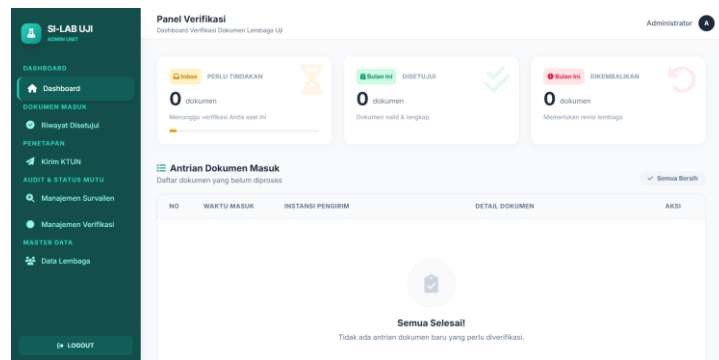 SI-LAB UJI
ADMIN UNIT
DASHBOARD
Dashboard
DOKUMEN MASUK
Riwayat Disetujui
PENETAPAN
Kirim KTUN
AUDIT & STATUS MUTU
Manajemen Survailen
Manajemen Verifikasi
MASTER DATA
Data Lembaga
LOGOUT
Panel Verifikasi
Dashboard Verifikasi Dokumen Lembaga Uji
Administrator A
Inbox PERLU TINDAKAN
0 dokumen
Menunggu verifikasi Anda saat ini
Bulan Ini DISETUJUI
0 dokumen
Dokumen valid & lengkap
Bulan Ini DIKEMBALIKAN
0 dokumen
Memerlukan revisi lembaga
Antrian Dokumen Masuk
Daftar dokumen yang belum diproses
Semua Bersih
NO WAKTU MASUK INSTANSI PENGIRIM DETAIL DOKUMEN AKSI
Semua Selesai!
Tidak ada antrian dokumen baru yang perlu diverifikasi.